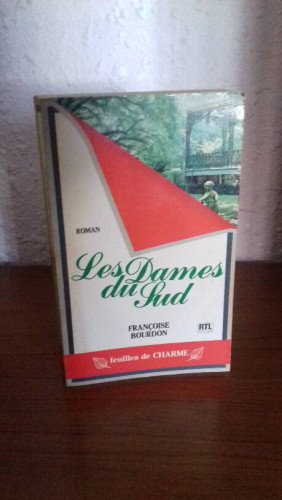 ROMAN
Les Dames
du Sud
FRANÇOISE
BOURDON
RTL
feuilles de CHARME